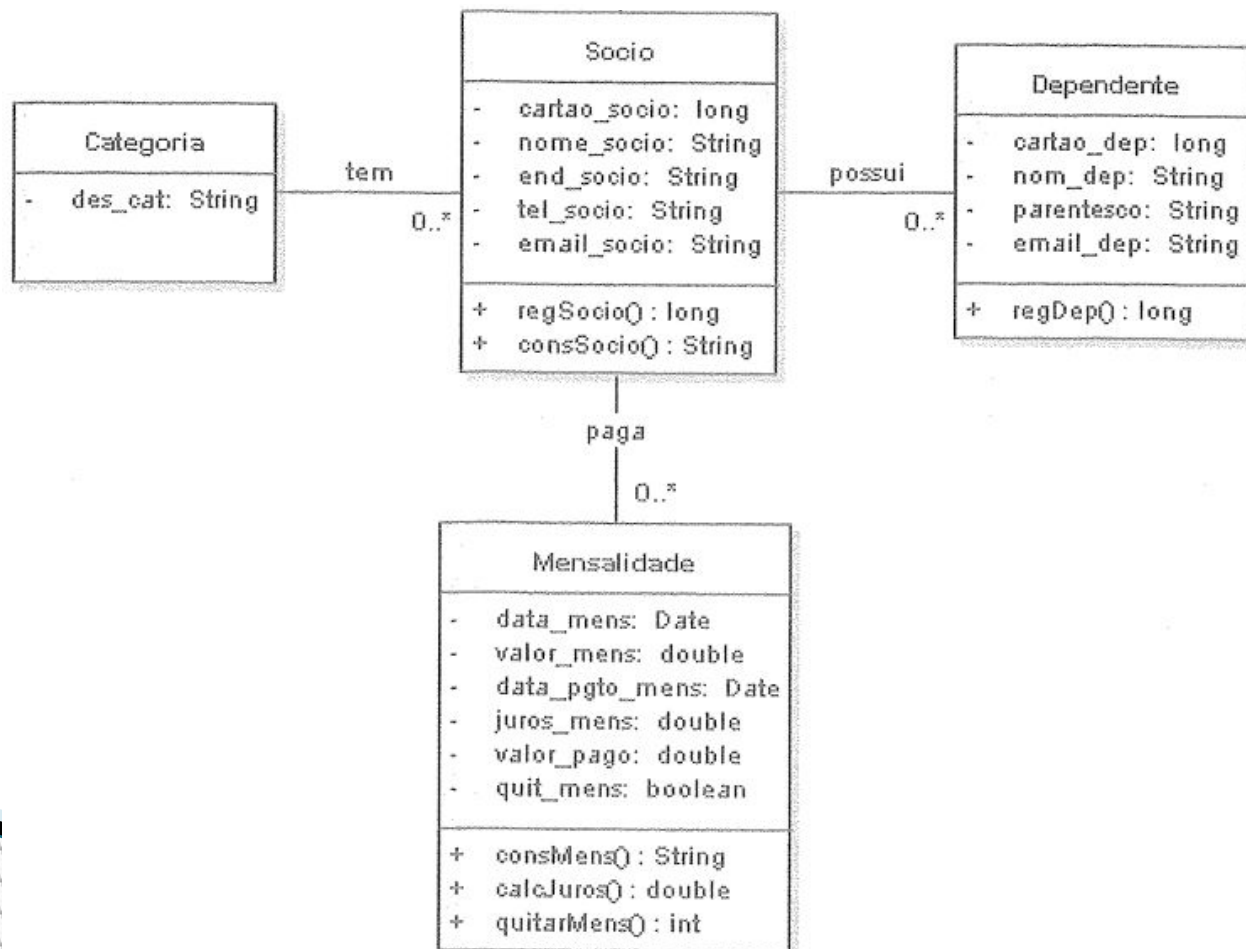 Categoria
- des_cat: String
tem
0..*
Socio
- cartao_socio: long
- nome_socio: String
- end_socio: String
- tel_socio: String
- email_socio: String
+ regSocio() : long
+ consSocio() : String
possui
0..*
Dependente
- cartao_dep: long
- nom_dep: String
- parentesco: String
- email_dep: String
+ regDep() : long
paga
0..*
Mensalidade
- data_mens: Date
- valor_mens: double
- data_pgto_mens: Date
- juros_mens: double
- valor_pago: double
- quit_mens: boolean
+ consMens() : String
+ calcJuros() : double
+ quitarMens() : int